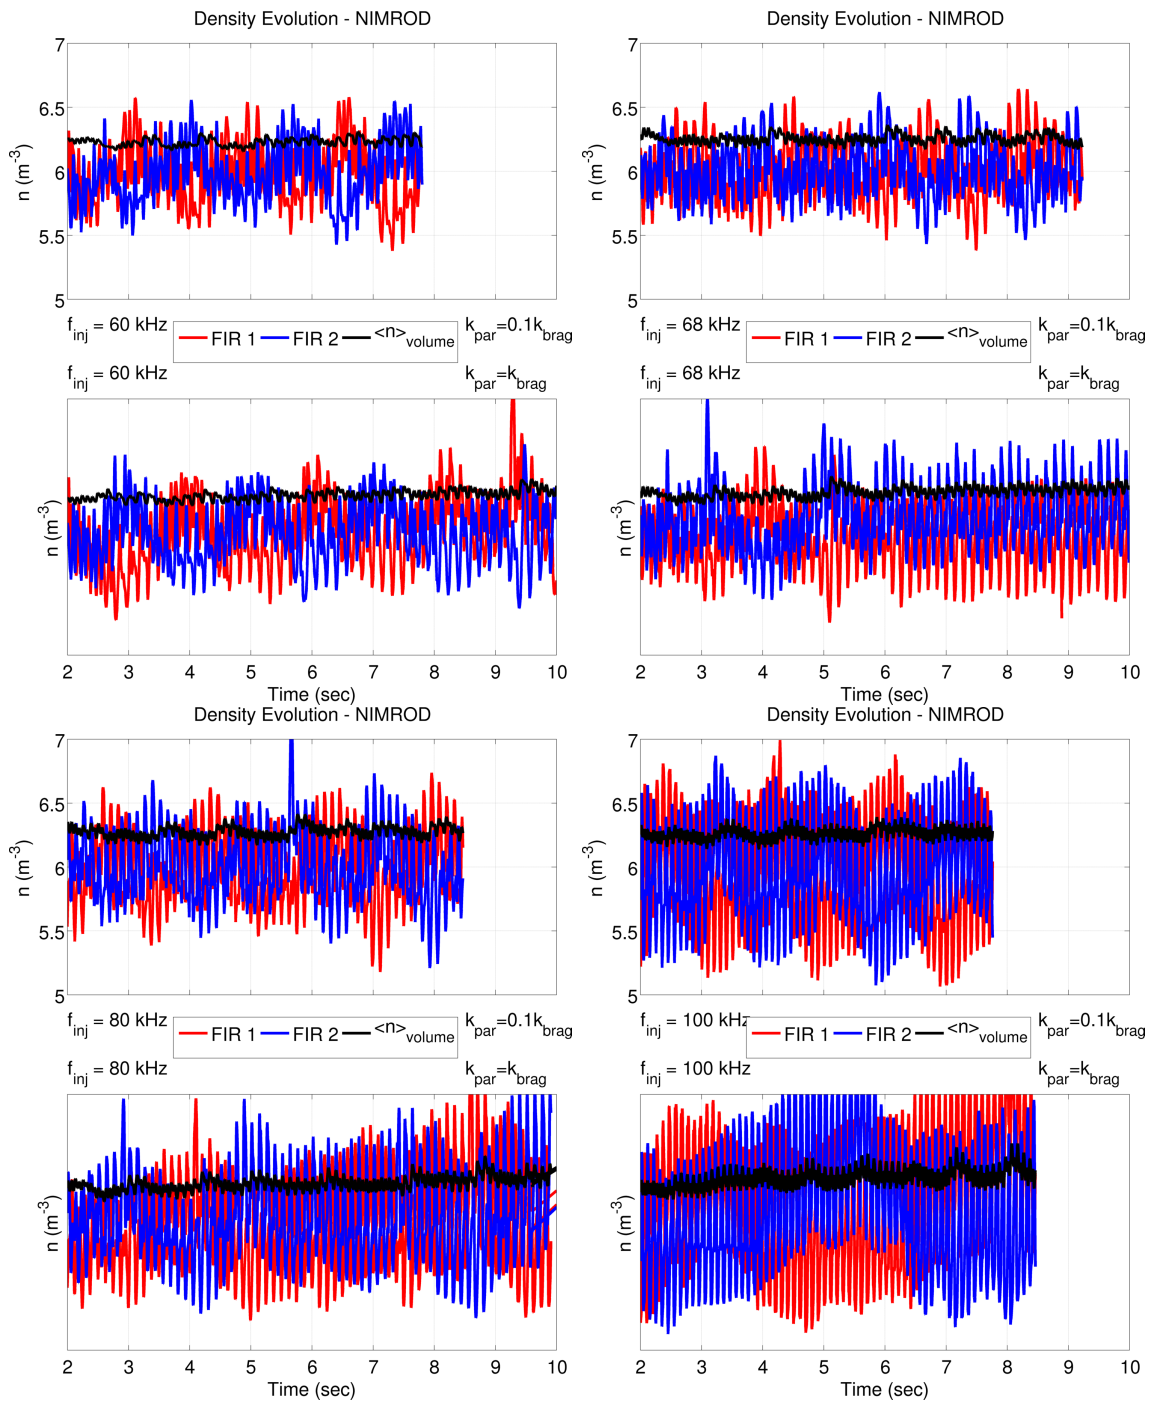 Density Evolution - NIMROD
7
6.5
6
5.5
5
n (m-3)
finj = 60 kHz
FIR 1 FIR 2 <n>volume
kpar=0.1kbrag
finj = 60 kHz
kpar=kbrag
n (m-3)
2 3 4 5 6 7 8 9 10
Time (sec)
Density Evolution - NIMROD
7
6.5
6
5.5
5
n (m-3)
finj = 68 kHz
FIR 1 FIR 2 <n>volume
kpar=0.1kbrag
finj = 68 kHz
kpar=kbrag
n (m-3)
2 3 4 5 6 7 8 9 10
Time (sec)
Density Evolution - NIMROD
7
6.5
6
5.5
5
n (m-3)
finj = 80 kHz
FIR 1 FIR 2 <n>volume
kpar=0.1kbrag
finj = 80 kHz
kpar=kbrag
n (m-3)
2 3 4 5 6 7 8 9 10
Time (sec)
Density Evolution - NIMROD
7
6.5
6
5.5
5
n (m-3)
finj = 100 kHz
FIR 1 FIR 2 <n>volume
kpar=0.1kbrag
finj = 100 kHz
kpar=kbrag
n (m-3)
2 3 4 5 6 7 8 9 10
Time (sec)